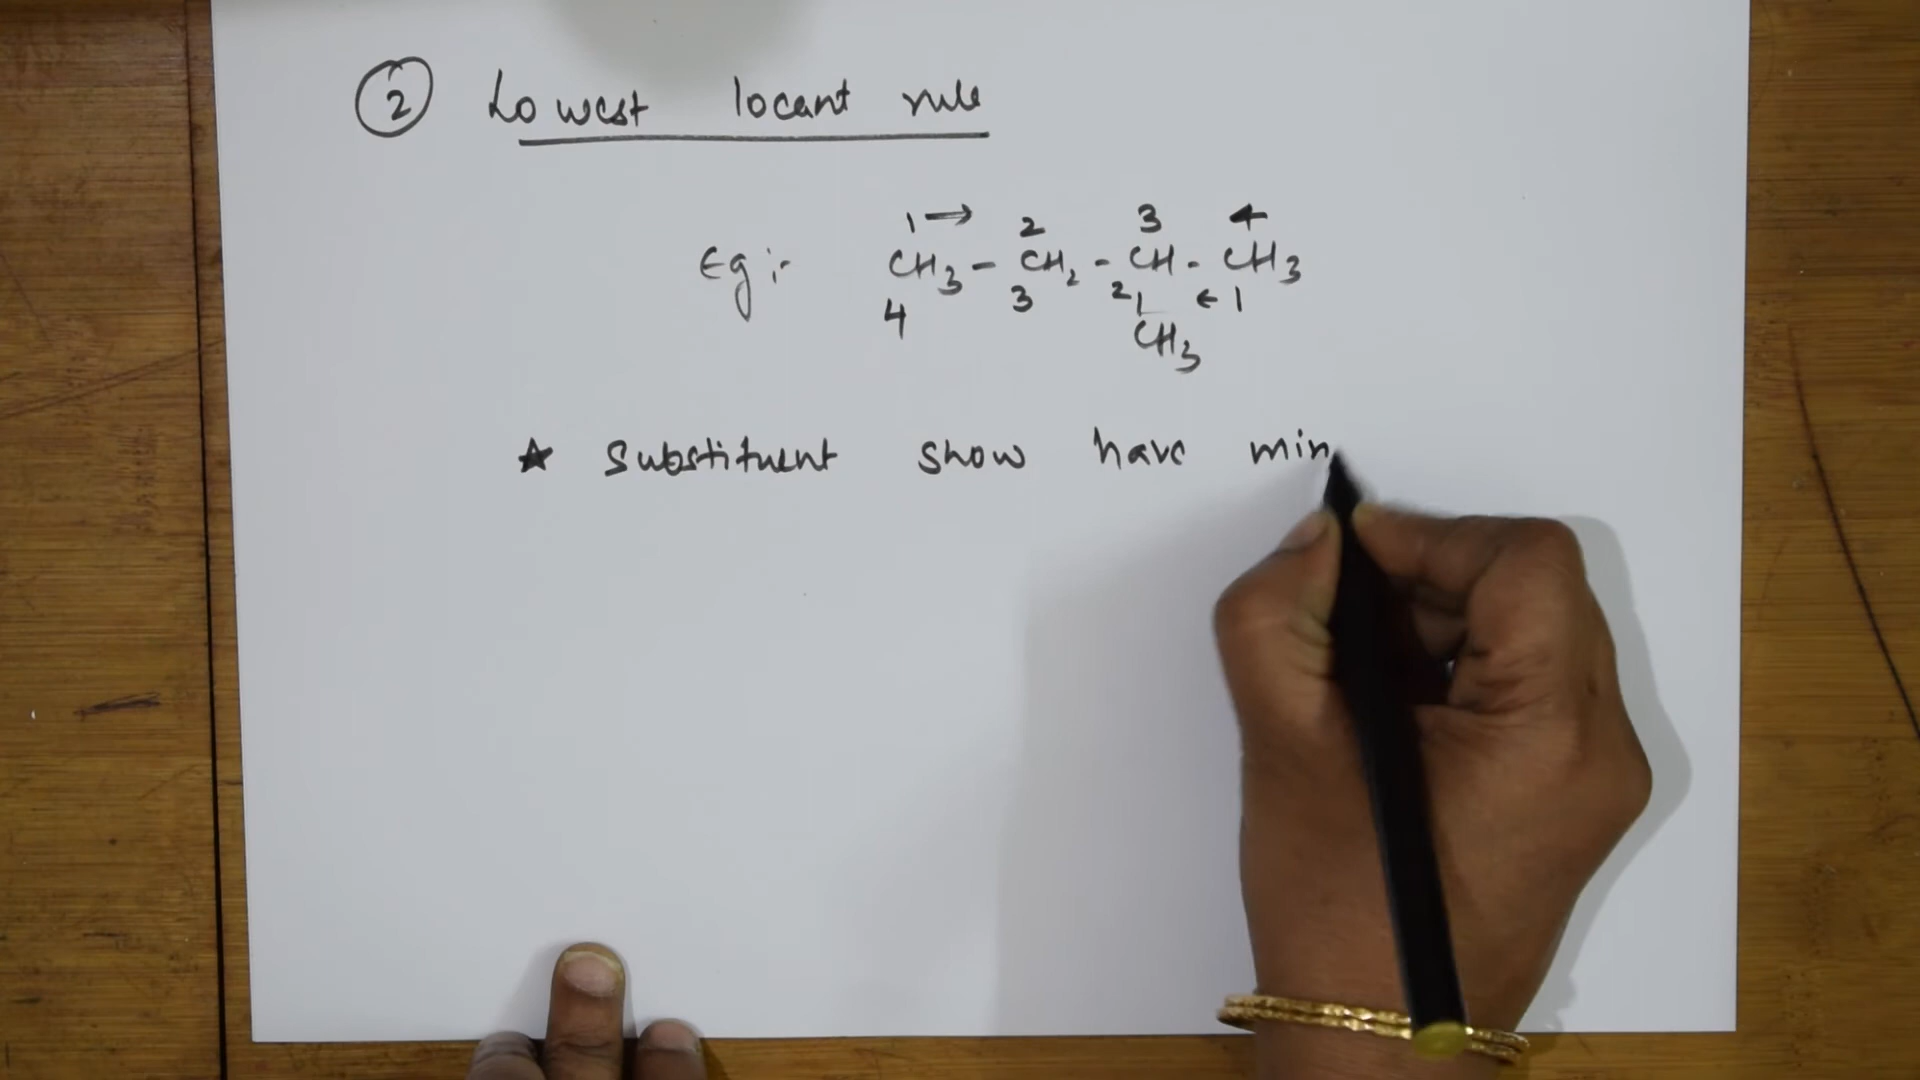 2 Lowest locant rule
1 → 2 3 4
Eg :- CH3 - CH2 - CH - CH3
4 3 2 | ← 1
CH3
★ Substituent show have min